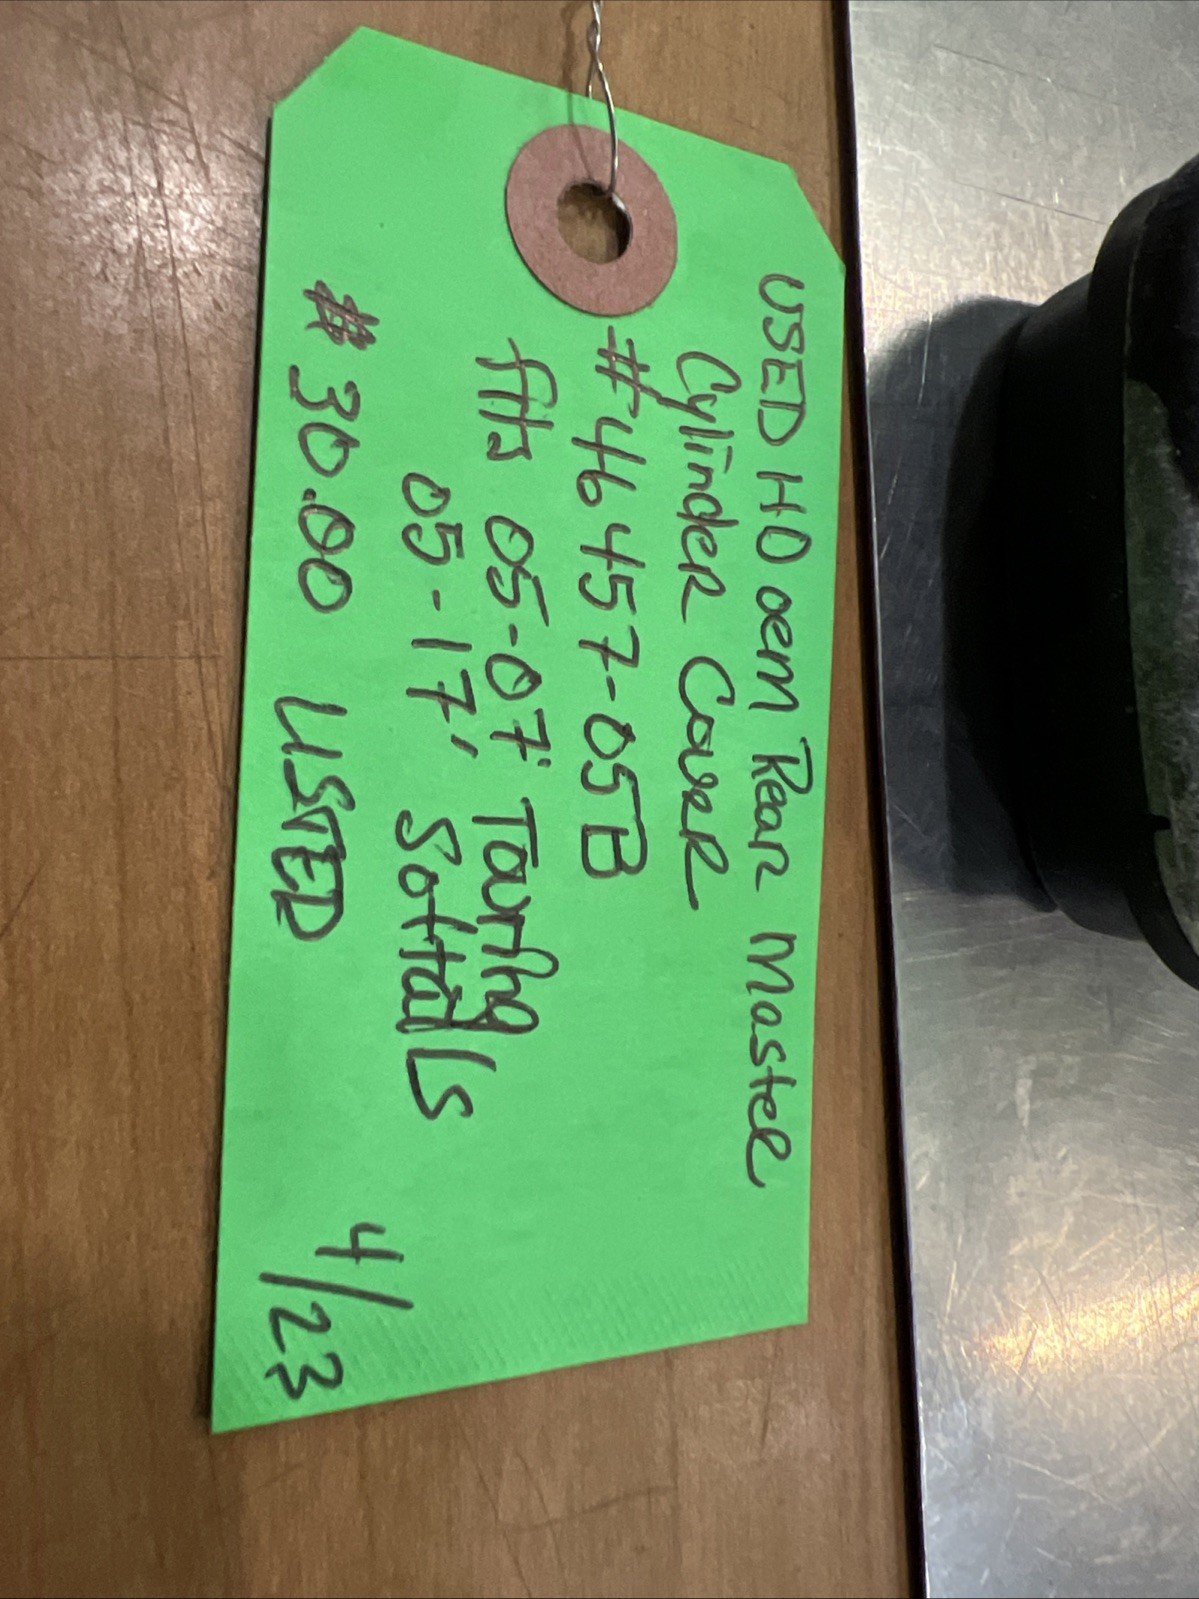 USED HD oem Rear Master
Cylinder Cover
#46457-05B
fits 05-07' Touring
05-17' Softails
$30.00 USED
4/23